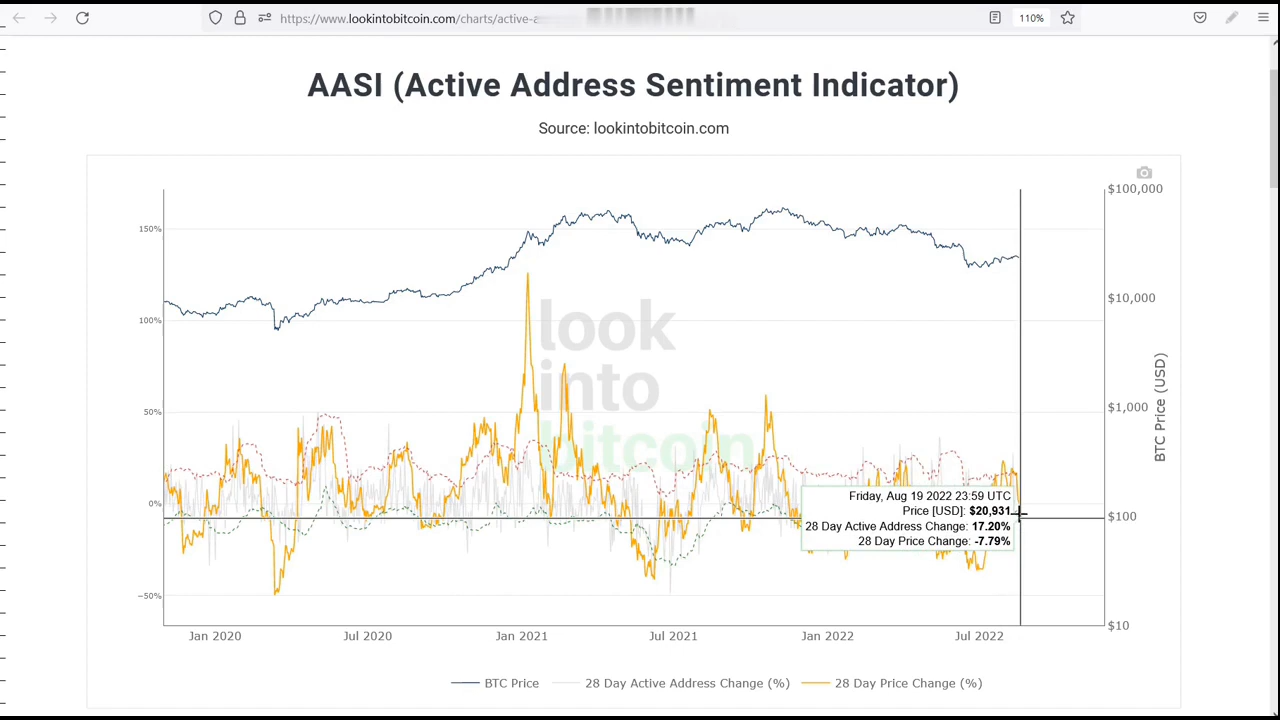 https://www.lookintobitcoin.com/charts/active-a
110%
AASI (Active Address Sentiment Indicator)
Source: lookintobitcoin.com
$100,000
150%
$10,000
100%
look
into
bitcoin
50%
$1,000
BTC Price (USD)
0%
$100
Friday, Aug 19 2022 23:59 UTC
Price [USD]: $20,931
28 Day Active Address Change: 17.20%
28 Day Price Change: -7.79%
−50%
$10
Jan 2020 Jul 2020 Jan 2021 Jul 2021 Jan 2022 Jul 2022
BTC Price 28 Day Active Address Change (%) 28 Day Price Change (%)